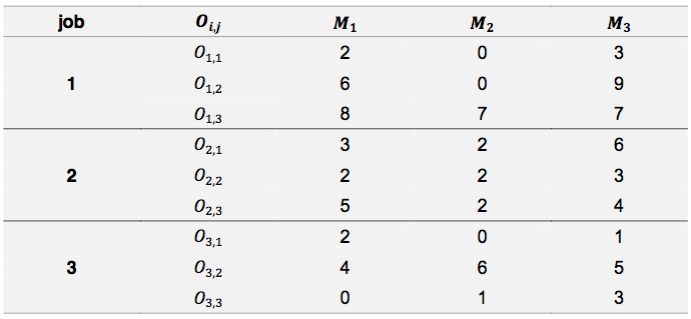 job O_{i,j} M_1 M_2 M_3
O_{1,1} 2 0 3
1 O_{1,2} 6 0 9
O_{1,3} 8 7 7
O_{2,1} 3 2 6
2 O_{2,2} 2 2 3
O_{2,3} 5 2 4
O_{3,1} 2 0 1
3 O_{3,2} 4 6 5
O_{3,3} 0 1 3